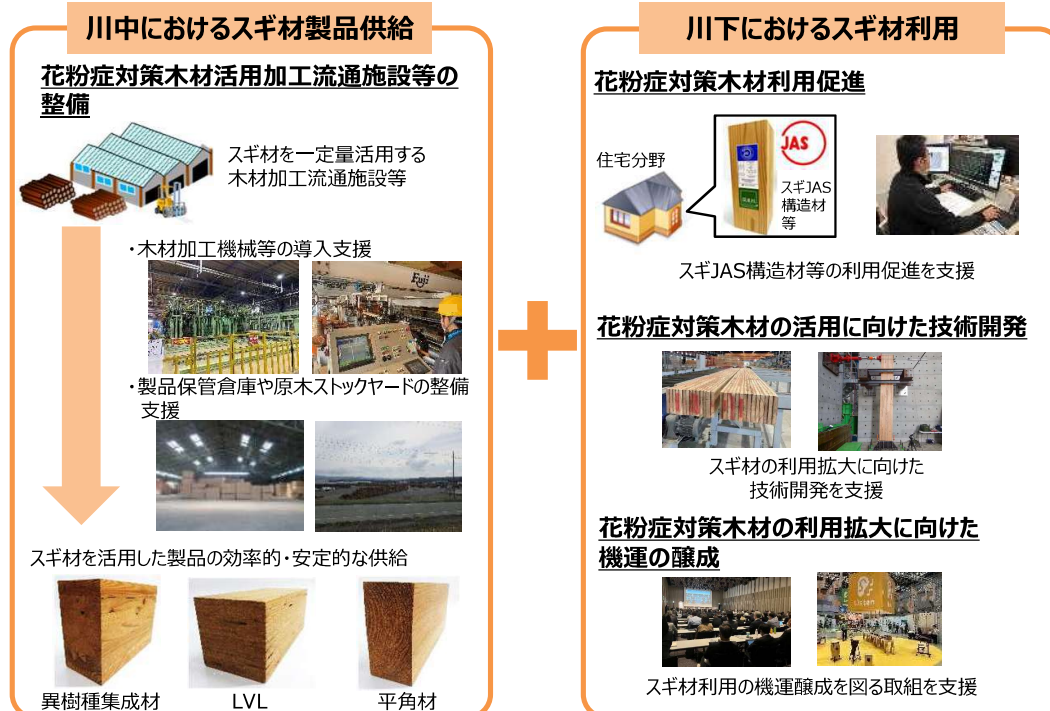 川中におけるスギ材製品供給
花粉症対策木材活用加工流通施設等の
整備
スギ材を一定量活用する
木材加工流通施設等
・木材加工機械等の導入支援
Fuji
・製品保管倉庫や原木ストックヤードの整備
支援
スギ材を活用した製品の効率的・安定的な供給
異樹種集成材
LVL
平角材
川下におけるスギ材利用
花粉症対策木材利用促進
住宅分野
JAS
スギJAS
構造材
等
スギJAS構造材等の利用促進を支援
花粉症対策木材の活用に向けた技術開発
スギ材の利用拡大に向けた
技術開発を支援
花粉症対策木材の利用拡大に向けた
機運の醸成
Listen
スギ材利用の機運醸成を図る取組を支援